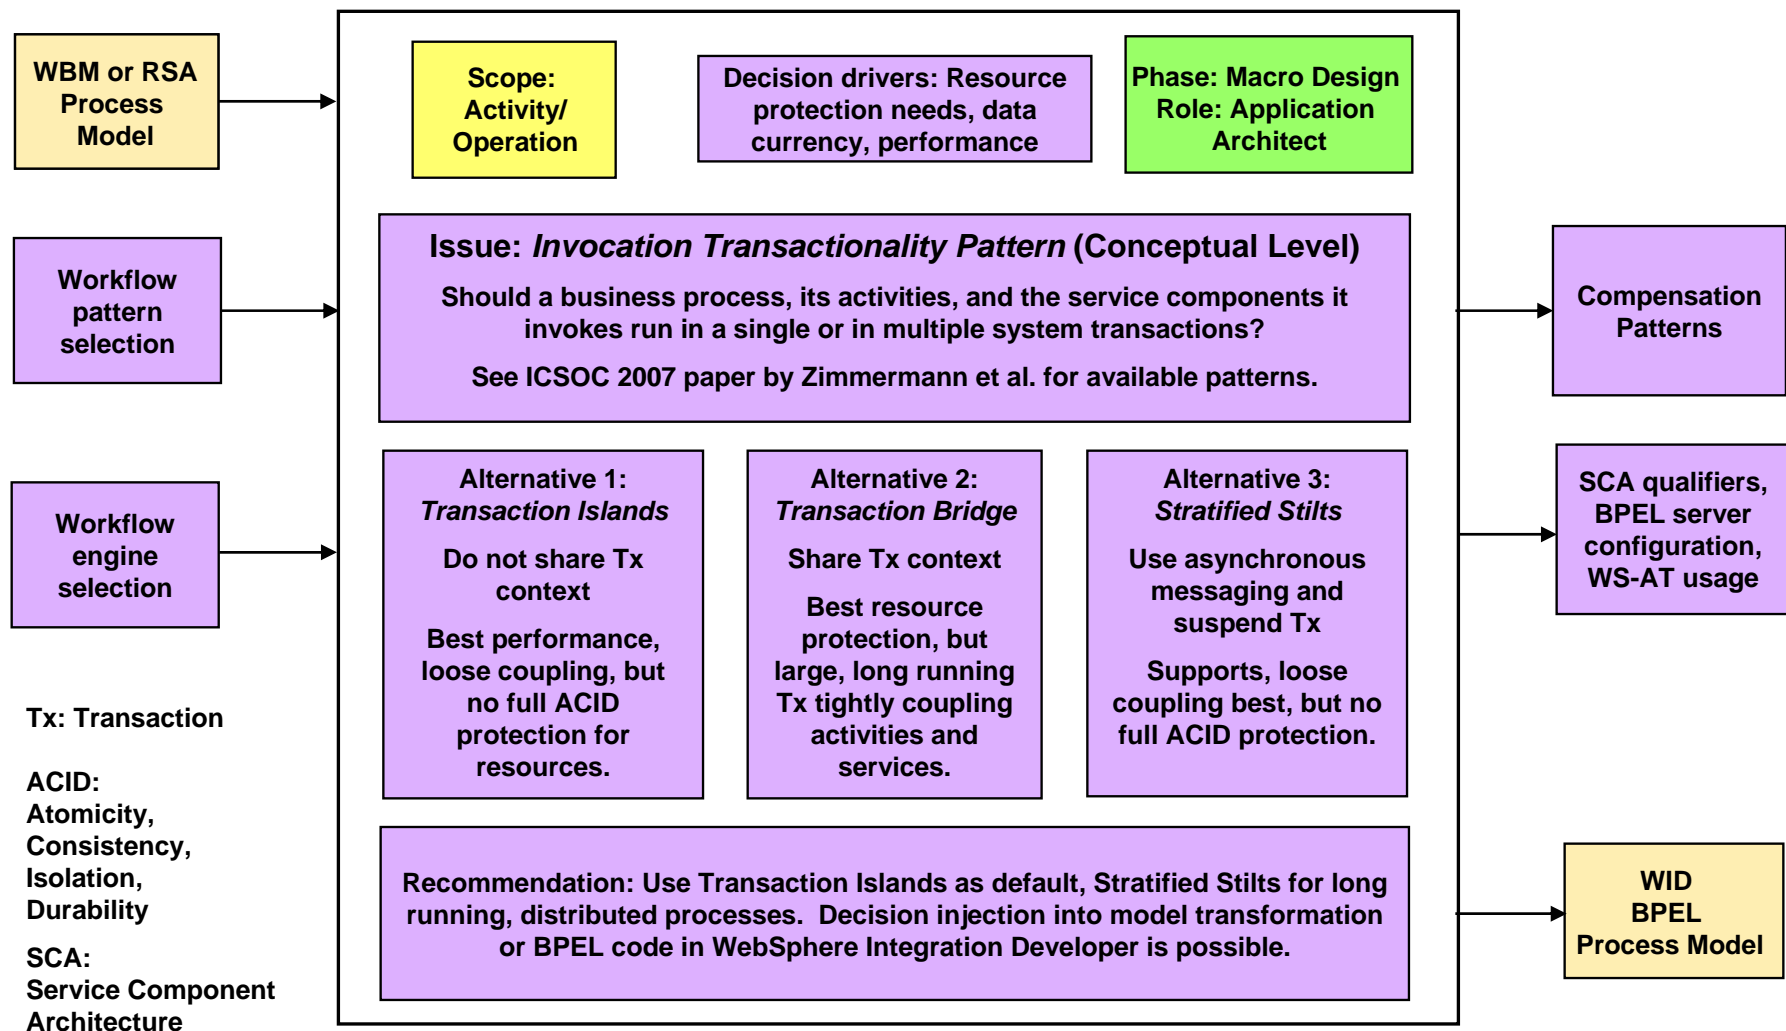 WBM or RSA
Process
Model
Workflow
pattern
selection
Workflow
engine
selection
Tx: Transaction
ACID:
Atomicity,
Consistency,
Isolation,
Durability
SCA:
Service Component
Architecture
Scope:
Activity/
Operation
Decision drivers: Resource
protection needs, data
currency, performance
Phase: Macro Design
Role: Application
Architect
Issue: Invocation Transactionality Pattern (Conceptual Level)
Should a business process, its activities, and the service components it
invokes run in a single or in multiple system transactions?
See ICSOC 2007 paper by Zimmermann et al. for available patterns.
Alternative 1:
Transaction Islands
Do not share Tx
context
Best performance,
loose coupling, but
no full ACID
protection for
resources.
Alternative 2:
Transaction Bridge
Share Tx context
Best resource
protection, but
large, long running
Tx tightly coupling
activities and
services.
Alternative 3:
Stratified Stilts
Use asynchronous
messaging and
suspend Tx
Supports, loose
coupling best, but no
full ACID protection.
Recommendation: Use Transaction Islands as default, Stratified Stilts for long
running, distributed processes.  Decision injection into model transformation
or BPEL code in WebSphere Integration Developer is possible.
Compensation
Patterns
SCA qualifiers,
BPEL server
configuration,
WS-AT usage
WID
BPEL
Process Model